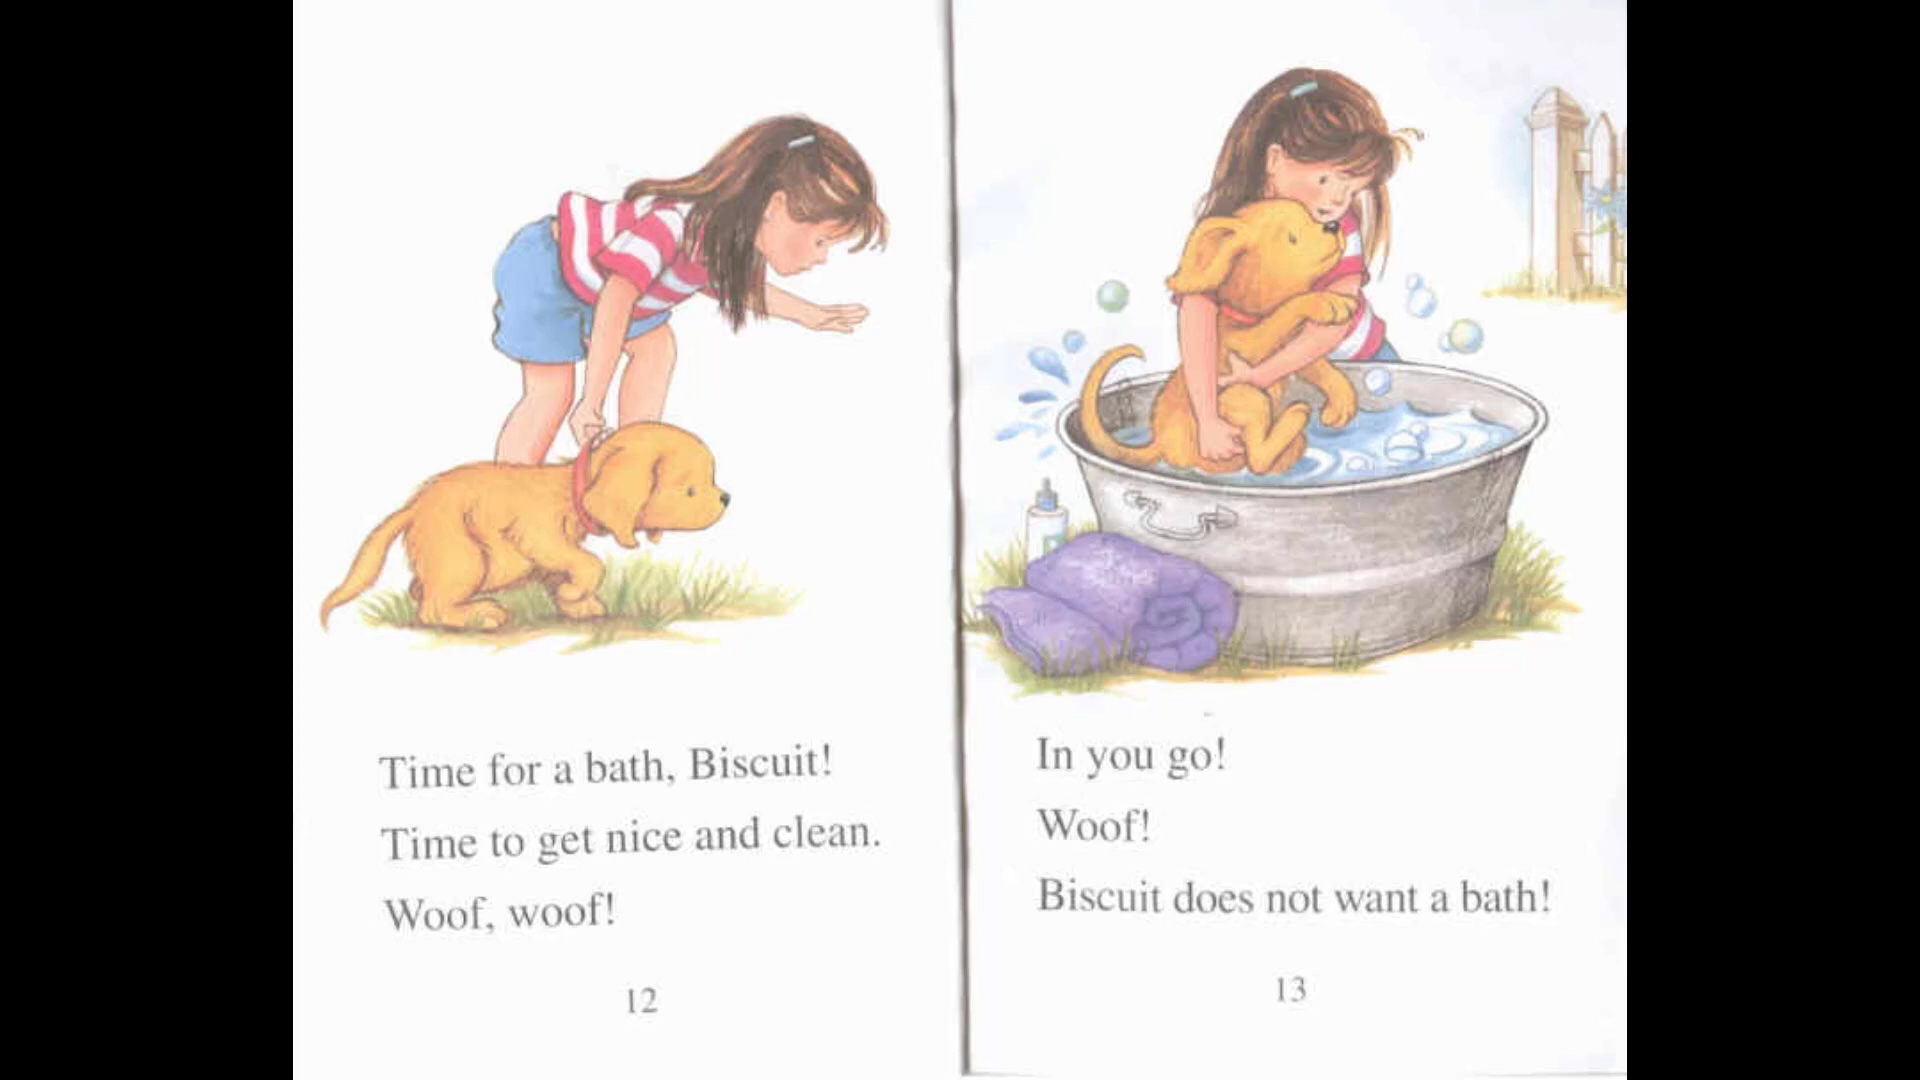 Time for a bath, Biscuit!
Time to get nice and clean.
Woof, woof!
12
In you go!
Woof!
Biscuit does not want a bath!
13